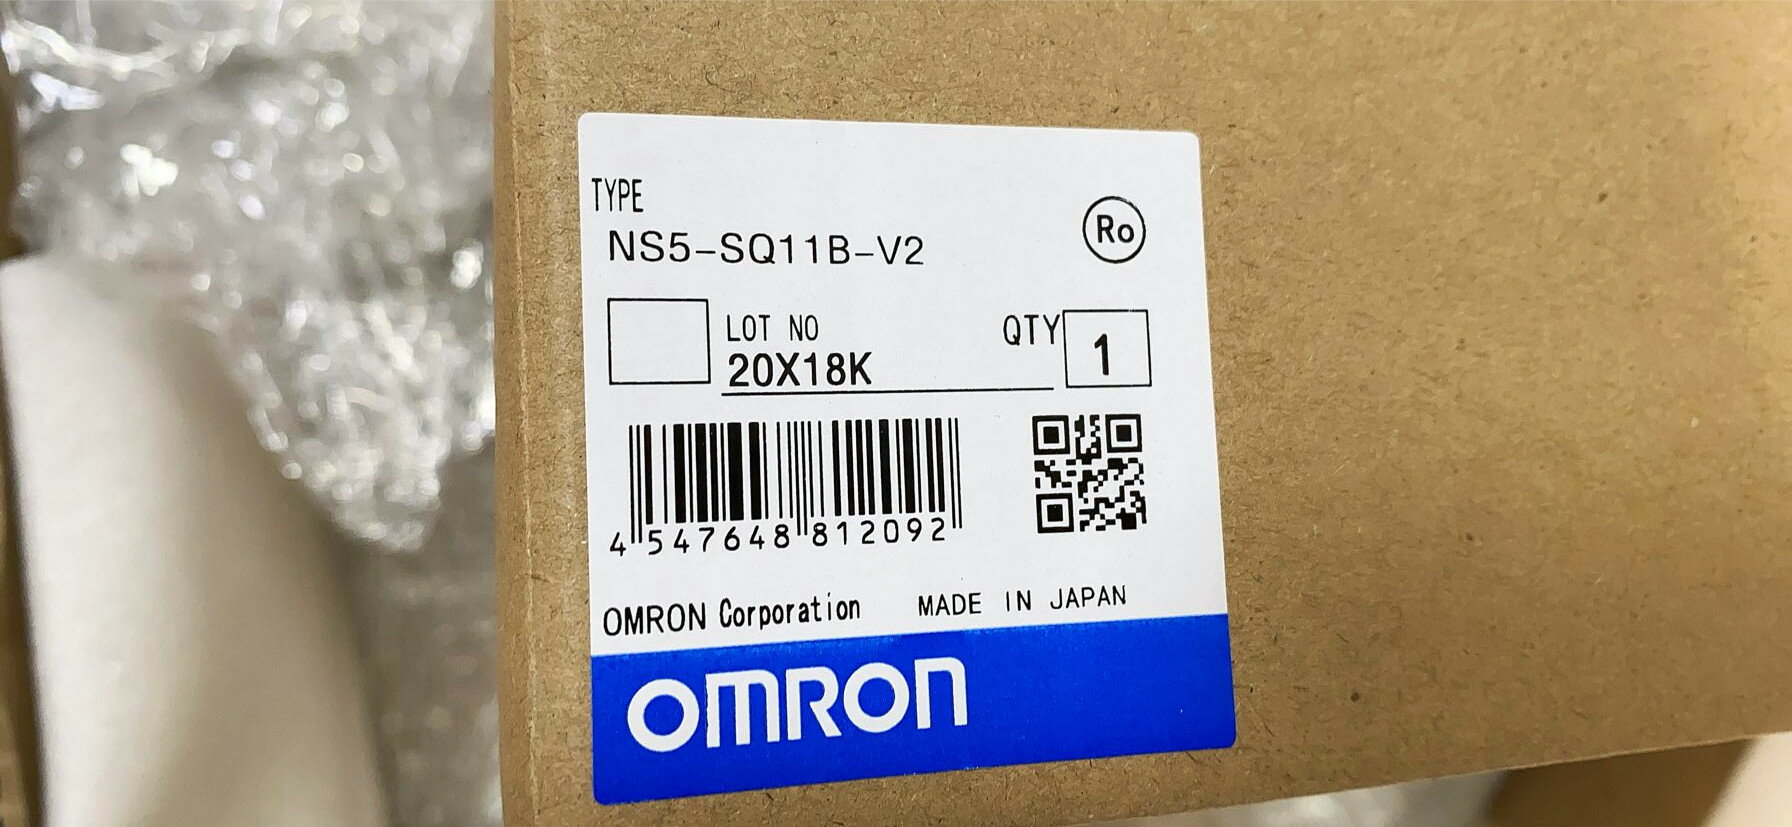 TYPE
NS5-SQ11B-V2
Ro
LOT NO
20X18K
QTY
1
4 547648 812092
OMRON Corporation MADE IN JAPAN
OMRON